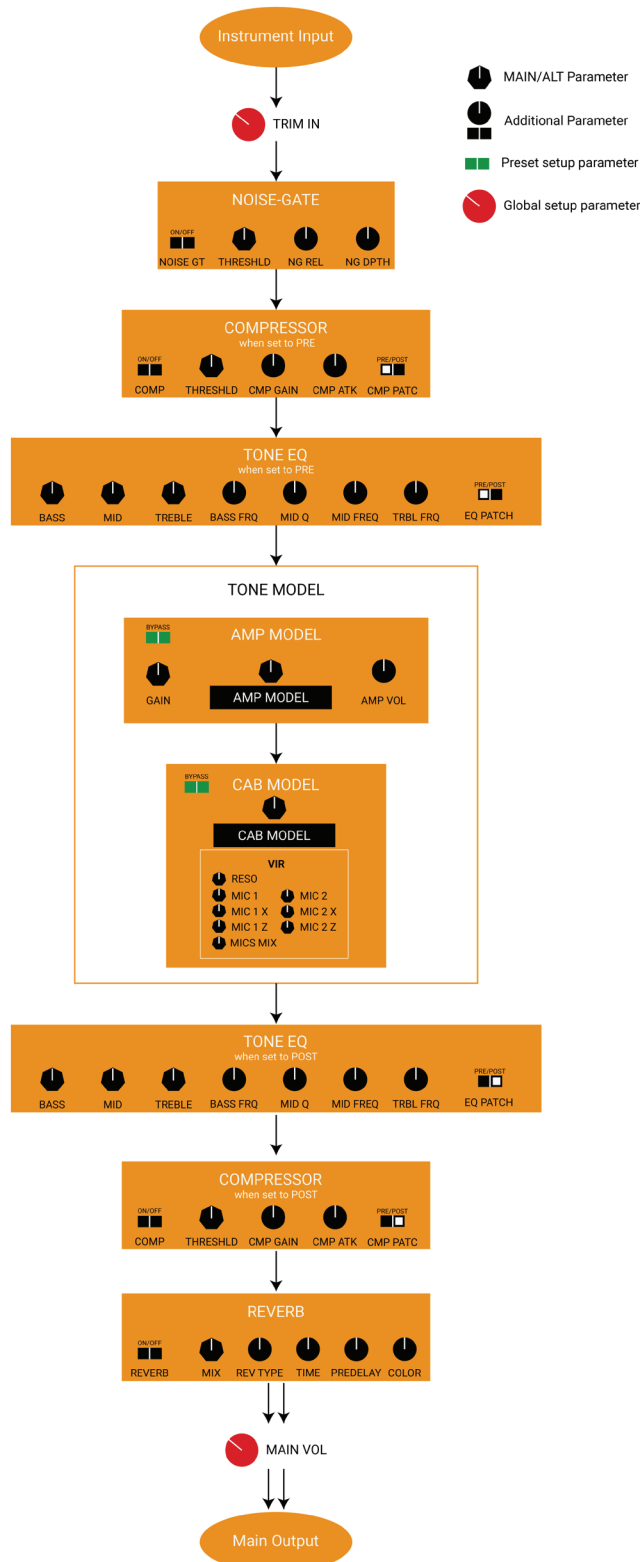 Instrument Input
MAIN/ALT Parameter
Additional Parameter
Preset setup parameter
Global setup parameter
TRIM IN
NOISE-GATE
ON/OFF
NOISE GT THRESHLD NG REL NG DPTH
COMPRESSOR
when set to PRE
ON/OFF PRE/POST
COMP THRESHLD CMP GAIN CMP ATK CMP PATC
TONE EQ
when set to PRE
PRE/POST
BASS MID TREBLE BASS FRQ MID Q MID FREQ TRBL FRQ EQ PATCH
TONE MODEL
BYPASS
AMP MODEL
GAIN AMP MODEL AMP VOL
BYPASS
CAB MODEL
CAB MODEL
VIR
RESO
MIC 1 MIC 2
MIC 1 X MIC 2 X
MIC 1 Z MIC 2 Z
MICS MIX
TONE EQ
when set to POST
PRE/POST
BASS MID TREBLE BASS FRQ MID Q MID FREQ TRBL FRQ EQ PATCH
COMPRESSOR
when set to POST
ON/OFF PRE/POST
COMP THRESHLD CMP GAIN CMP ATK CMP PATC
REVERB
ON/OFF
REVERB MIX REV TYPE TIME PREDELAY COLOR
MAIN VOL
Main Output